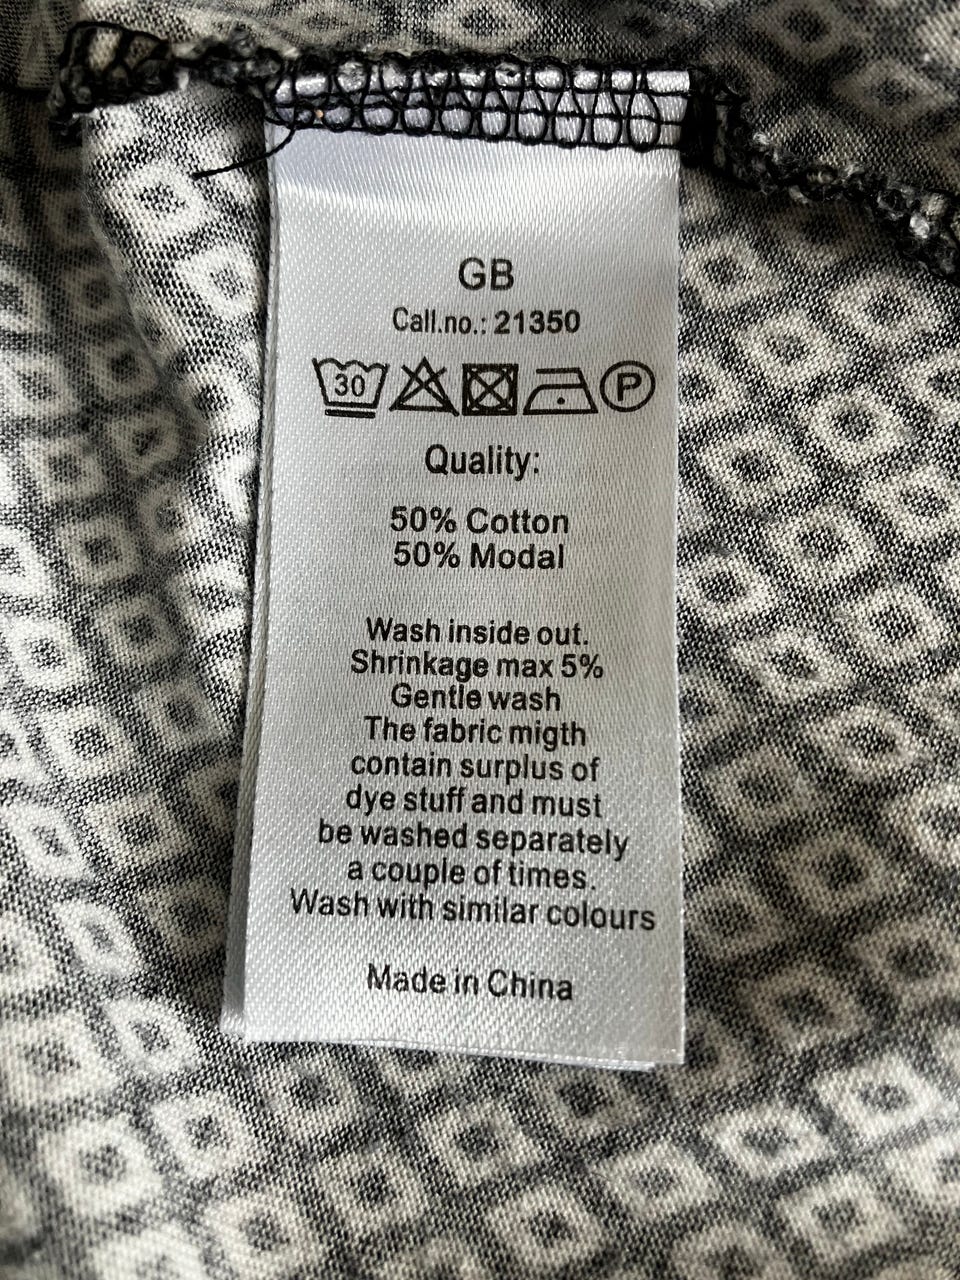 GB
Call.no.: 21350
30 P
Quality:
50% Cotton
50% Modal
Wash inside out.
Shrinkage max 5%
Gentle wash
The fabric migth
contain surplus of
dye stuff and must
be washed separately
a couple of times.
Wash with similar colours
Made in China